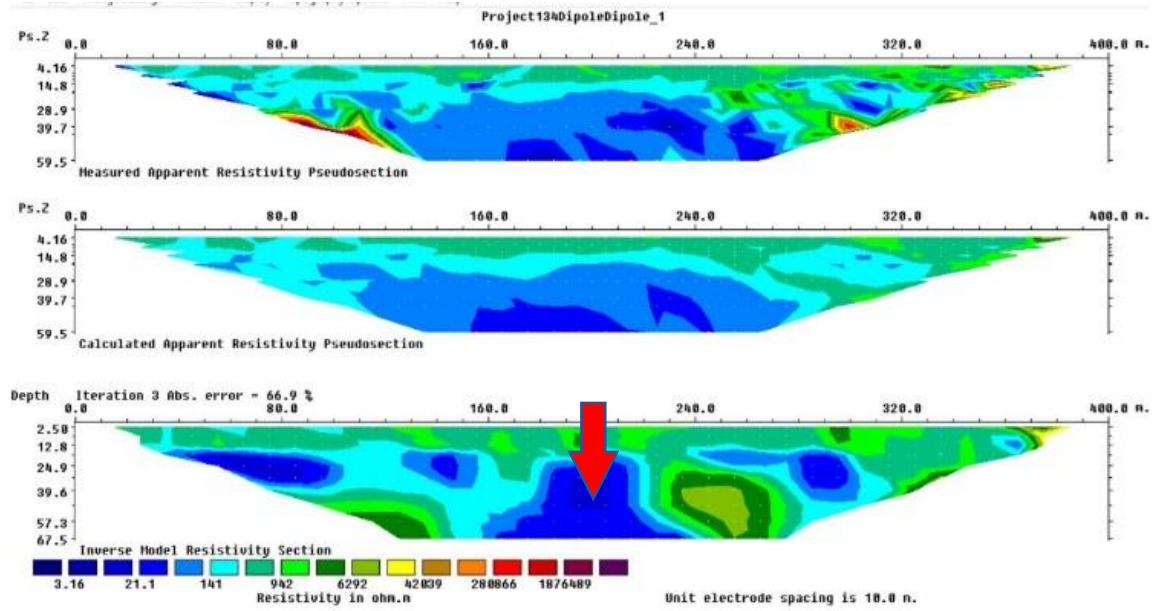 Project134DipoleDipole_1
Ps.Z 0.0 80.0 160.0 240.0 320.0 400.0 m.
4.16
14.8
28.9
39.7
59.5
Measured Apparent Resistivity Pseudosection
Ps.Z 0.0 80.0 160.0 240.0 320.0 400.0 m.
4.16
14.8
28.9
39.7
59.5
Calculated Apparent Resistivity Pseudosection
Depth Iteration 3 Abs. error = 66.9 %
0.0 80.0 160.0 240.0 320.0 400.0 m.
2.50
12.8
24.9
39.6
57.3
67.5
Inverse Model Resistivity Section
3.16 21.1 141 942 6292 42039 280866 1876489
Resistivity in ohm.m Unit electrode spacing is 10.0 m.